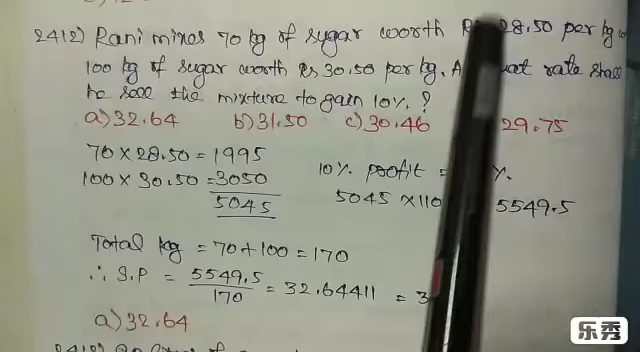 2412) Rani mixes 70 kg of sugar worth 28.50 per kg
100 kg of sugar worth Rs 30.50 per kg. rate shall
he sell the mixture to gain 10%. ?
a) 32.64 b) 31.50 c) 30.46 29.75
70 × 28.50 = 1995
100 × 30.50 = 3050
5045
10% profit = %.
5045 × 110 5549.5
Total kg = 70 + 100 = 170
∴ S.P = 5549.5 / 170 = 32.64411 = 3
a) 32.64
乐秀